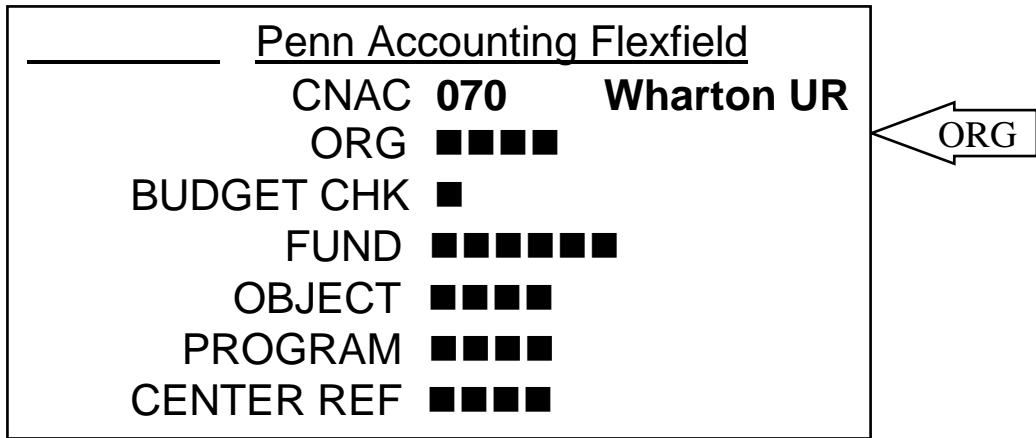 Penn Accounting Flexfield
CNAC 070 Wharton UR
ORG ■■■■
ORG
BUDGET CHK ■
FUND ■■■■■■
OBJECT ■■■■
PROGRAM ■■■■
CENTER REF ■■■■